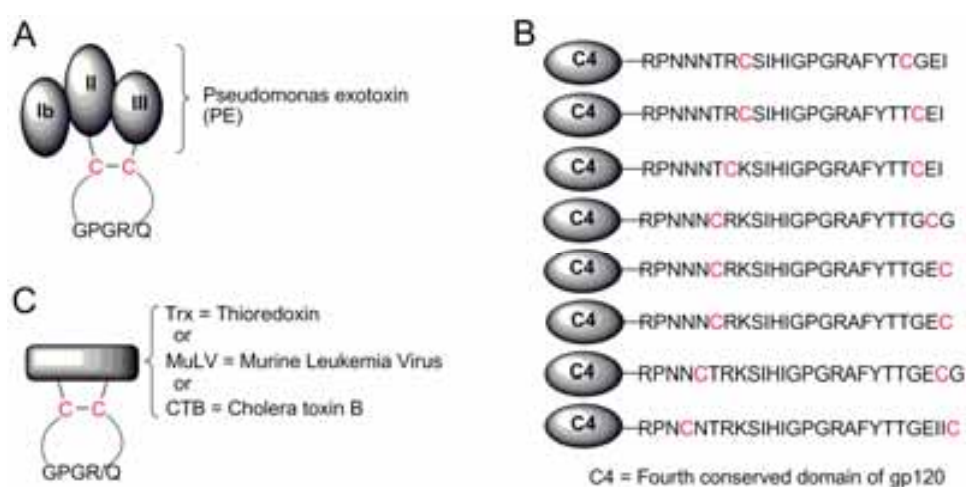 A
Ib
II
III
Pseudomonas exotoxin
(PE)
C–C
GPGR/Q
B
C4 RPNNNTRCSIHIGPGRAFYTCGEI
C4 RPNNNTRCSIHIGPGRAFYTTCEI
C4 RPNNNTCKSIHIGPGRAFYTTCEI
C4 RPNNNCRKSIHIGPGRAFYTTGCG
C4 RPNNNCRKSIHIGPGRAFYTTGEC
C4 RPNNNCRKSIHIGPGRAFYTTGEC
C4 RPNNCTRKSIHIGPGRAFYTTGECG
C4 RPNCNTRKSIHIGPGRAFYTTGEIIC
C4 = Fourth conserved domain of gp120
C
Trx = Thioredoxin
or
MuLV = Murine Leukemia Virus
or
CTB = Cholera toxin B
C–C
GPGR/Q